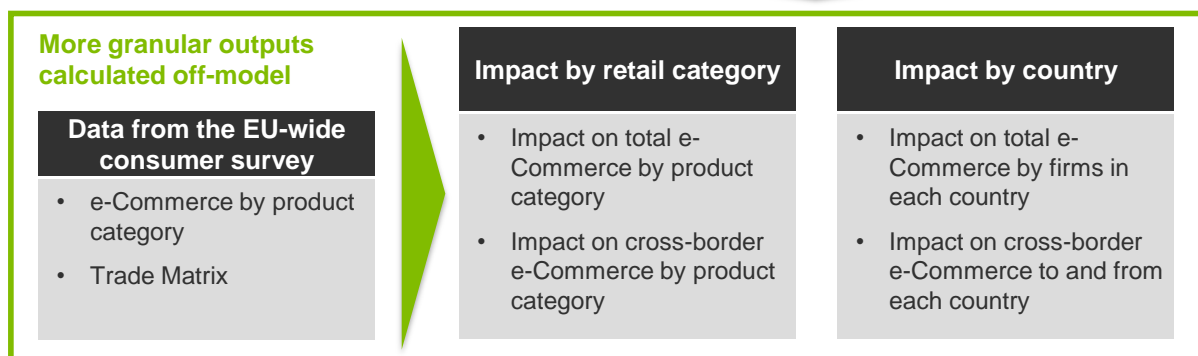 More granular outputs
calculated off-model
Data from the EU-wide
consumer survey
• e-Commerce by product
category
• Trade Matrix
Impact by retail category
• Impact on total e-
Commerce by product
category
• Impact on cross-border
e-Commerce by product
category
Impact by country
• Impact on total e-
Commerce by firms in
each country
• Impact on cross-border
e-Commerce to and from
each country